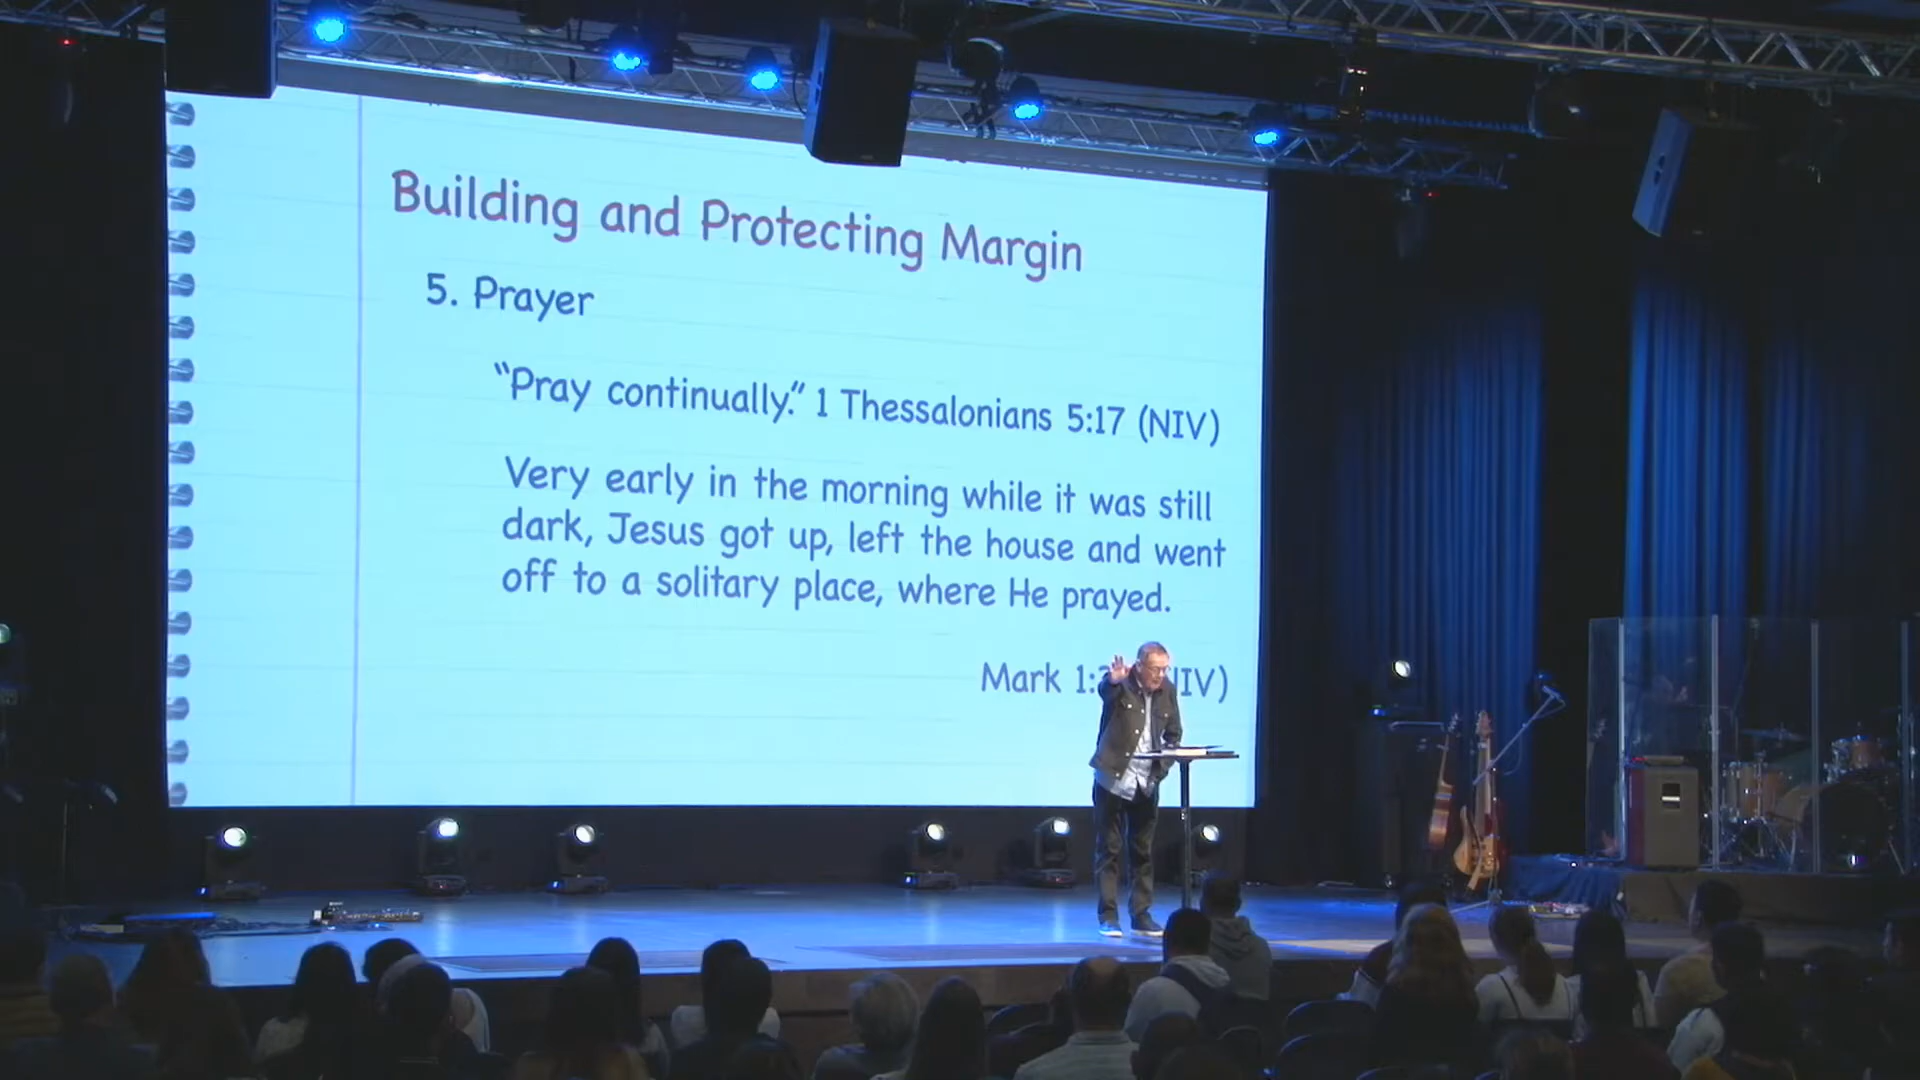 Building and Protecting Margin
5. Prayer
“Pray continually.” 1 Thessalonians 5:17 (NIV)
Very early in the morning while it was still
dark, Jesus got up, left the house and went
off to a solitary place, where He prayed.
Mark